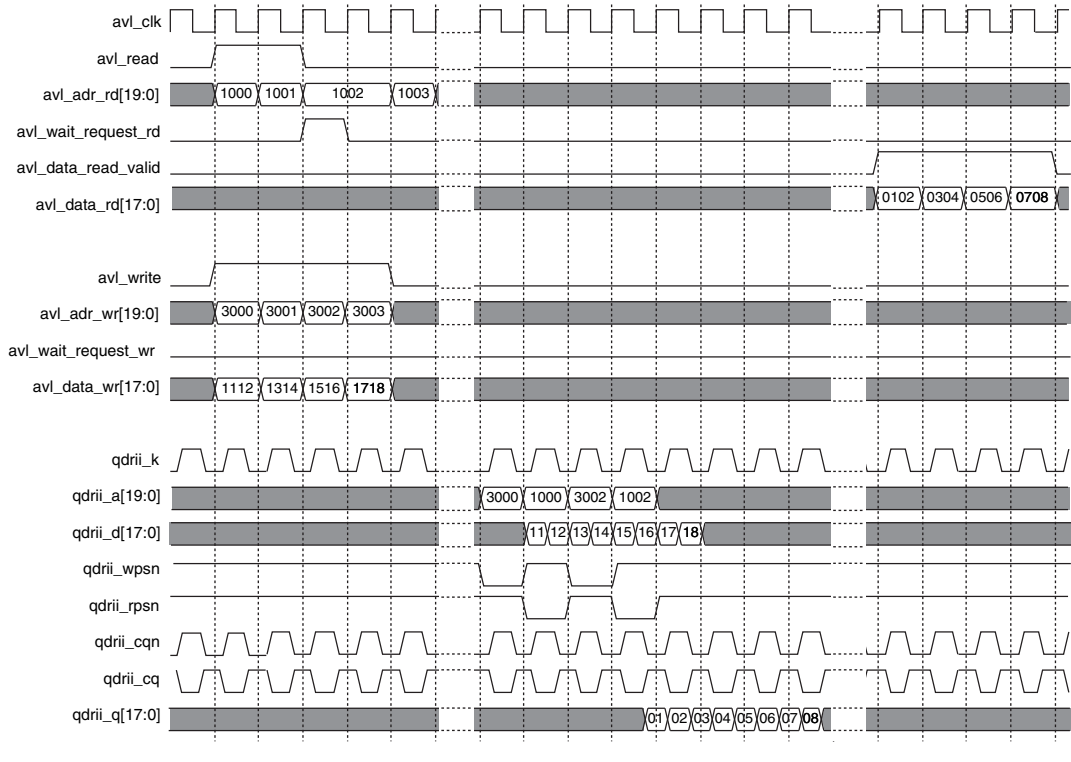 avl_clk
avl_read
avl_adr_rd[19:0] 1000 1001 1002 1003
avl_wait_request_rd
avl_data_read_valid
avl_data_rd[17:0] 0102 0304 0506 0708
avl_write
avl_adr_wr[19:0] 3000 3001 3002 3003
avl_wait_request_wr
avl_data_wr[17:0] 1112 1314 1516 1718
qdrii_k
qdrii_a[19:0] 3000 1000 3002 1002
qdrii_d[17:0] 11 12 13 14 15 16 17 18
qdrii_wpsn
qdrii_rpsn
qdrii_cqn
qdrii_cq
qdrii_q[17:0] 01 02 03 04 05 06 07 08